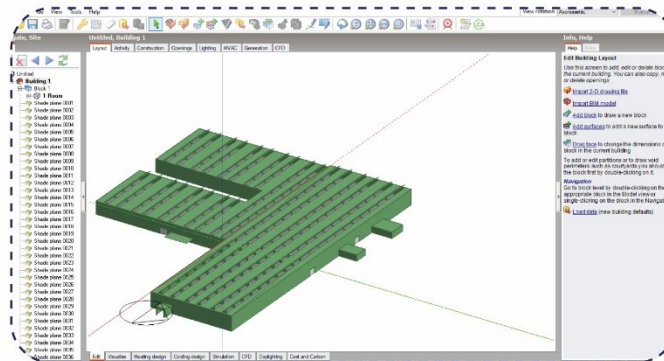 View Tools Help
View rotation Axonometric
ate, Site
Untitled, Building 1
Info, Help
Layout Activity Construction Openings Lighting HVAC Generation CFD
Help
Untitled
Building 1
Block 1
1 Room
Shade plane 0001
Shade plane 0002
Shade plane 0003
Shade plane 0004
Shade plane 0005
Shade plane 0006
Shade plane 0007
Shade plane 0008
Shade plane 0009
Shade plane 0010
Shade plane 0011
Shade plane 0012
Shade plane 0013
Shade plane 0014
Shade plane 0015
Shade plane 0016
Shade plane 0017
Shade plane 0018
Shade plane 0019
Shade plane 0020
Shade plane 0021
Shade plane 0022
Shade plane 0023
Shade plane 0024
Shade plane 0025
Shade plane 0026
Shade plane 0027
Shade plane 0028
Shade plane 0029
Shade plane 0030
Shade plane 0031
Shade plane 0032
Shade plane 0033
Shade plane 0034
Shade plane 0035
Shade plane 0036
Edit Building Layout
Use this screen to add, edit or delete bloc
the current building. You can also copy, m
or delete openings.
Import 2-D drawing file
Import BIM model
Add block to draw a new block
Add surfaces to add a new surface to
block
Drag face to change the dimensions o
block in the current building
To add or edit partitions or to draw void
perimeters such as courtyards you shoul
the block first by double-clicking on it.
Navigation
Go to block level by double-clicking on the
appropriate block in the Model view or
single-clicking on the block in the Navigat
Load data (new building defaults)
Edit Visualise Heating design Cooling design Simulation CFD Daylighting Cost and Carbon